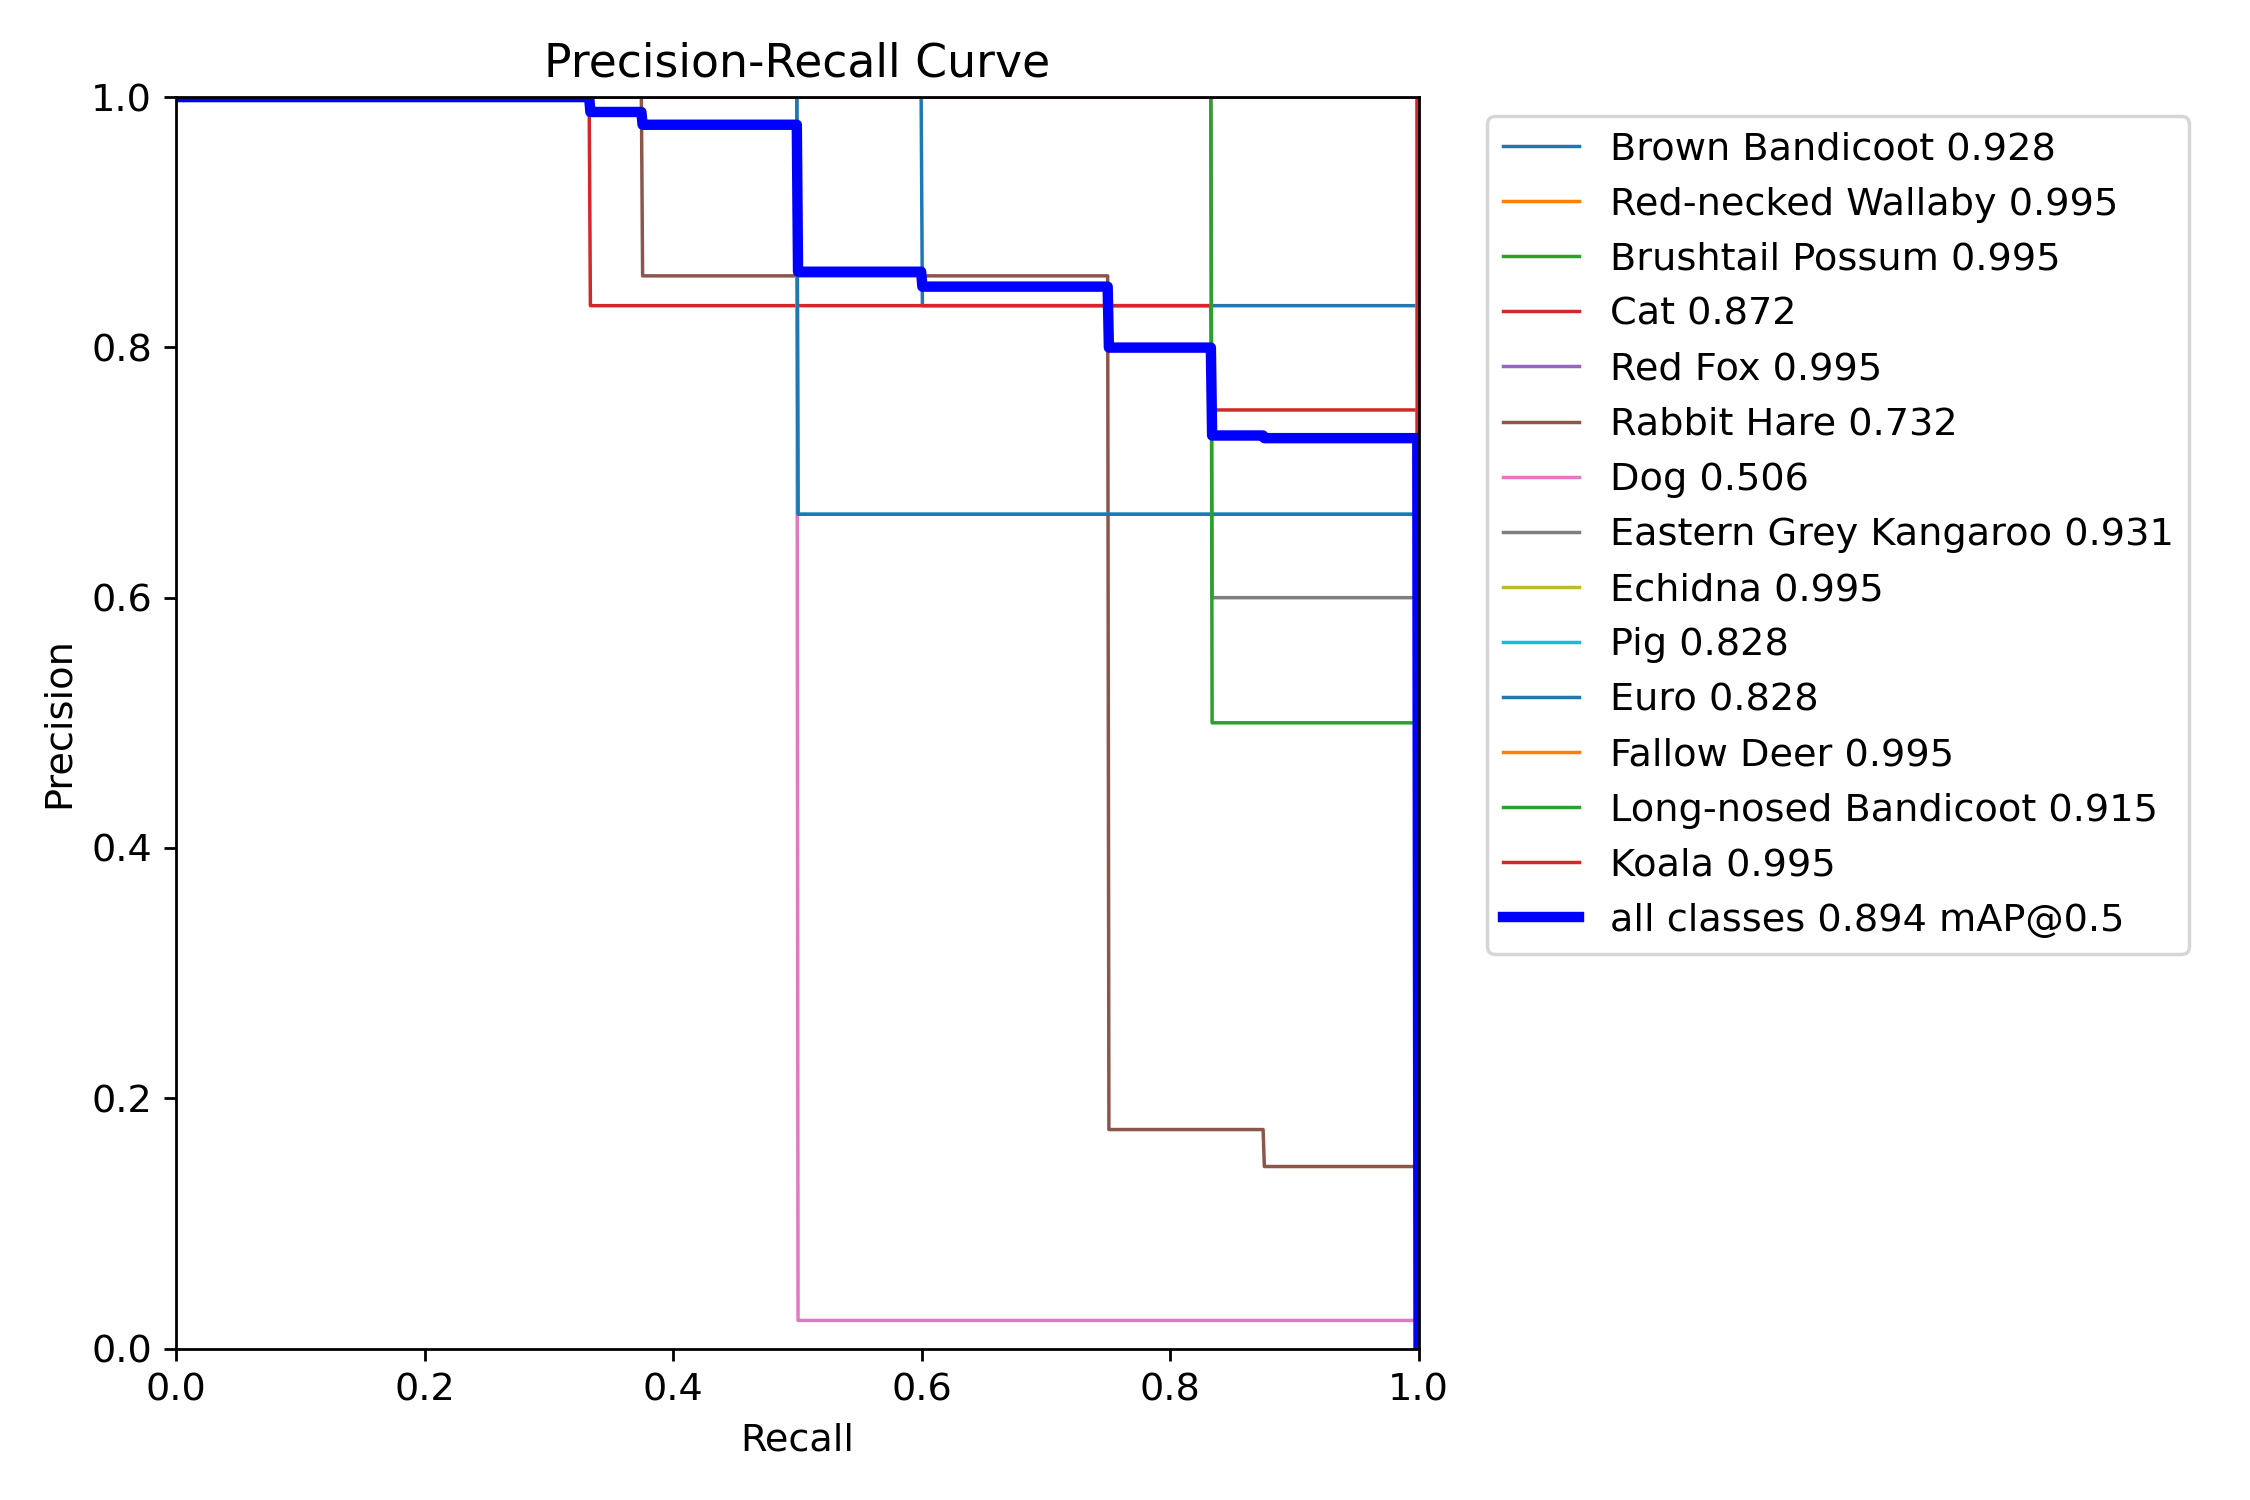 Precision-Recall Curve
1.0
0.8
0.6
0.4
0.2
0.0
Precision
0.0 0.2 0.4 0.6 0.8 1.0
Recall
Brown Bandicoot 0.928
Red-necked Wallaby 0.995
Brushtail Possum 0.995
Cat 0.872
Red Fox 0.995
Rabbit Hare 0.732
Dog 0.506
Eastern Grey Kangaroo 0.931
Echidna 0.995
Pig 0.828
Euro 0.828
Fallow Deer 0.995
Long-nosed Bandicoot 0.915
Koala 0.995
all classes 0.894 mAP@0.5